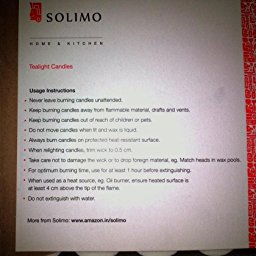 SOLIMO
HOME & KITCHEN
Tealight Candles
Usage Instructions
• Never leave burning candles unattended.
• Keep burning candles away from flammable material, drafts and vents.
• Keep burning candles out of reach of children or pets.
• Do not move candles when lit and wax is liquid.
• Always burn candles on protected heat-resistant surface.
• When relighting candles, trim wick to 0.5 cm.
• Take care not to damage the wick or to drop foreign material, eg. Match heads in wax pools.
• For optimum burning time, use for at least 1 hour before extinguishing.
• When used as a heat source, eg. Oil burner, ensure heated surface is
at least 4 cm above the tip of the flame.
• Do not extinguish with water.
More from Solimo: www.amazon.in/solimo